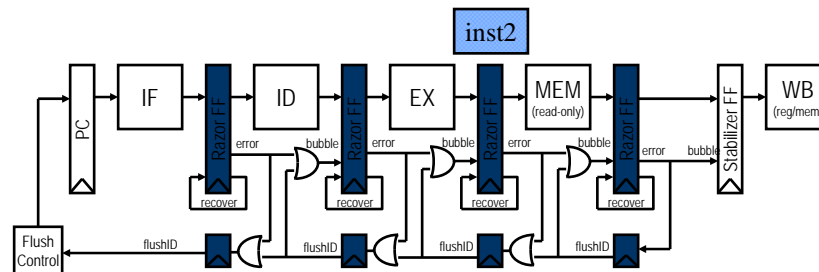 inst2
PC
IF
Razor FF
ID
Razor FF
EX
Razor FF
MEM
(read-only)
Razor FF
Stabilizer FF
WB
(reg/mem)
error
bubble
recover
error
bubble
recover
error
bubble
recover
error
bubble
recover
Flush
Control
flushID
flushID
flushID
flushID